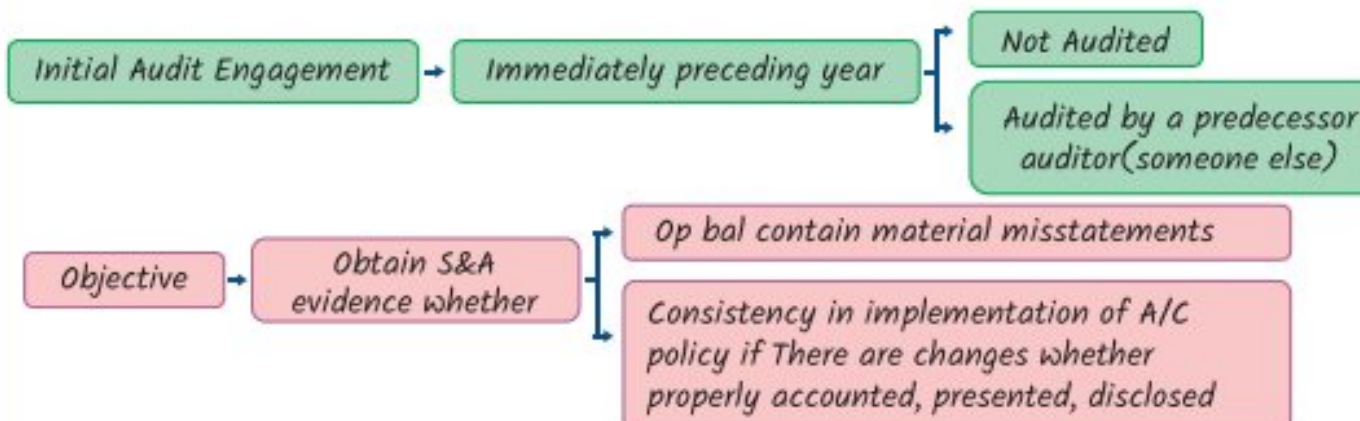 Initial Audit Engagement
Immediately preceding year
Not Audited
Audited by a predecessor
auditor(someone else)
Objective
Obtain S&A
evidence whether
Op bal contain material misstatements
Consistency in implementation of A/C
policy if There are changes whether
properly accounted, presented, disclosed